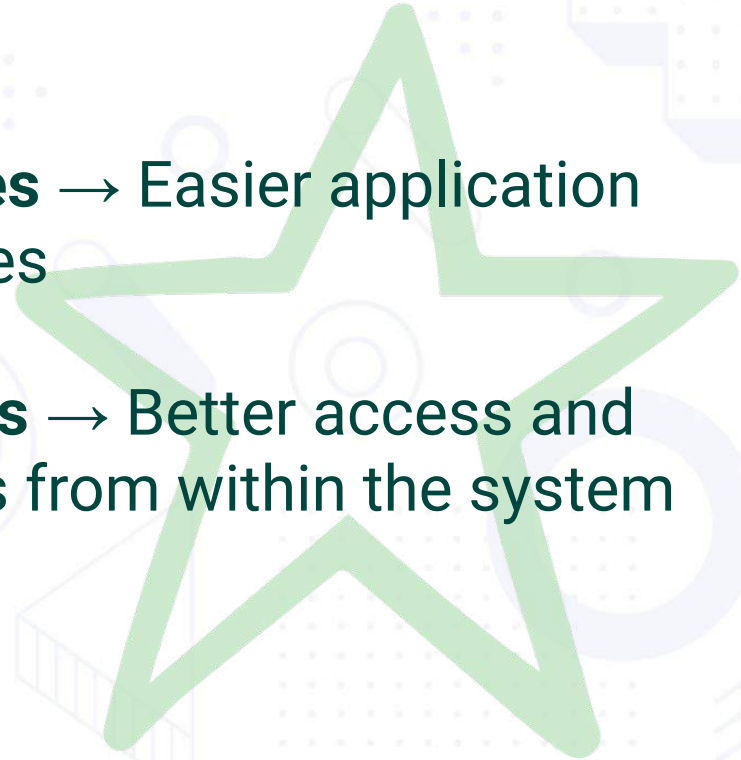 es → Easier application
es
s → Better access and
s from within the system